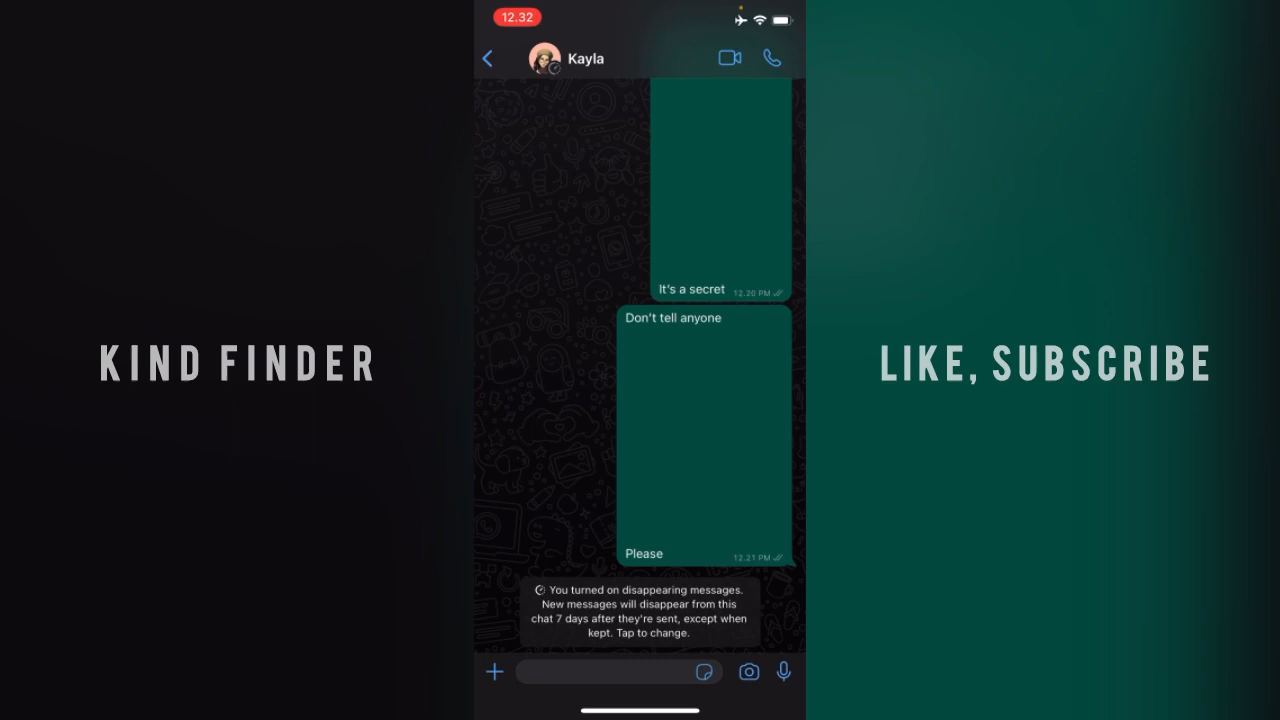 12.32
Kayla
It's a secret 12.20 PM
Don't tell anyone
KIND FINDER
LIKE, SUBSCRIBE
Please 12.21 PM
You turned on disappearing messages.
New messages will disappear from this
chat 7 days after they're sent, except when
kept. Tap to change.